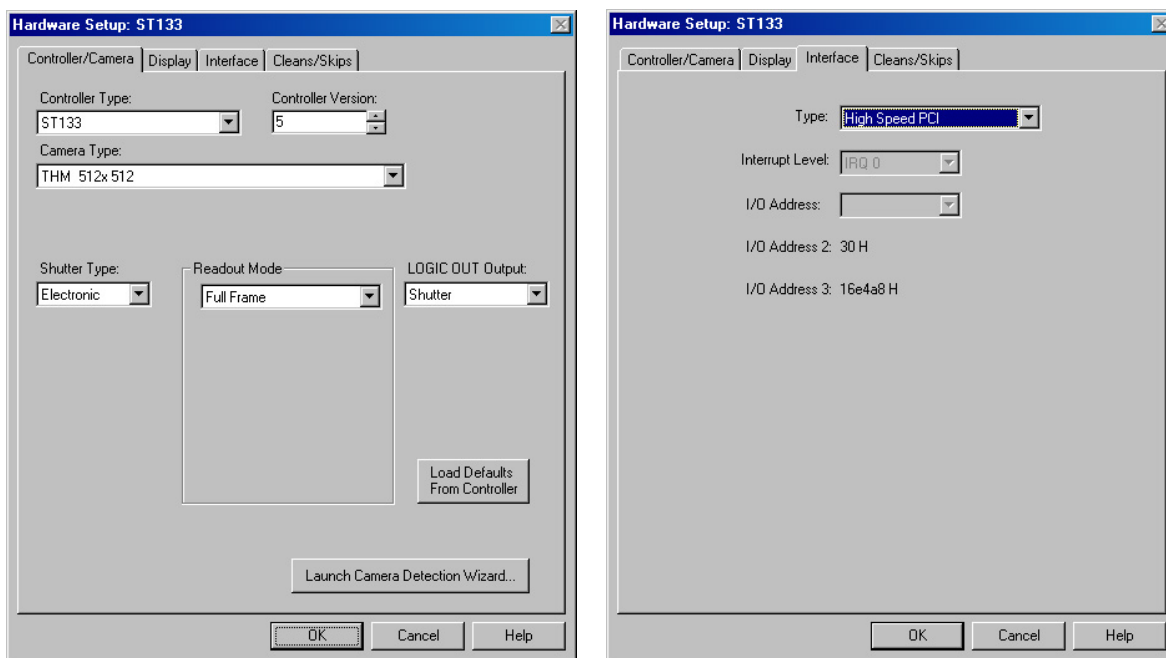 Hardware Setup: ST133
Controller/Camera Display Interface Cleans/Skips
Controller Type: Controller Version:
ST133 5
Camera Type:
THM 512x 512
Shutter Type: Readout Mode LOGIC OUT Output:
Electronic Full Frame Shutter
Load Defaults
From Controller
Launch Camera Detection Wizard...
OK Cancel Help
Hardware Setup: ST133
Controller/Camera Display Interface Cleans/Skips
Type: High Speed PCI
Interrupt Level: IRQ 0
I/O Address:
I/O Address 2: 30 H
I/O Address 3: 16e4a8 H
OK Cancel Help